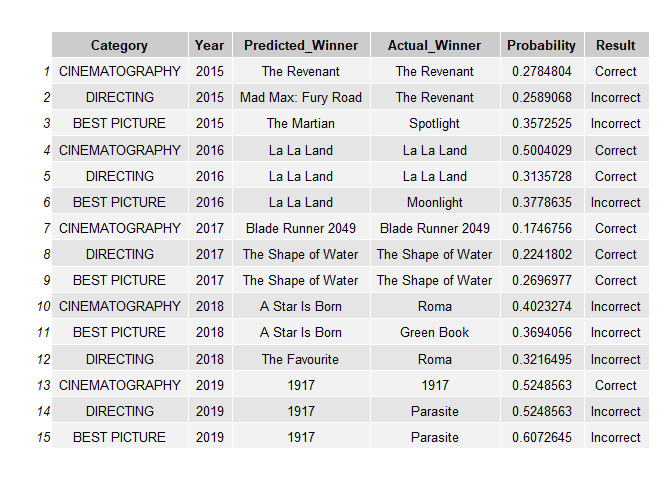 Category Year Predicted_Winner Actual_Winner Probability Result
1 CINEMATOGRAPHY 2015 The Revenant The Revenant 0.2784804 Correct
2 DIRECTING 2015 Mad Max: Fury Road The Revenant 0.2589068 Incorrect
3 BEST PICTURE 2015 The Martian Spotlight 0.3572525 Incorrect
4 CINEMATOGRAPHY 2016 La La Land La La Land 0.5004029 Correct
5 DIRECTING 2016 La La Land La La Land 0.3135728 Correct
6 BEST PICTURE 2016 La La Land Moonlight 0.3778635 Incorrect
7 CINEMATOGRAPHY 2017 Blade Runner 2049 Blade Runner 2049 0.1746756 Correct
8 DIRECTING 2017 The Shape of Water The Shape of Water 0.2241802 Correct
9 BEST PICTURE 2017 The Shape of Water The Shape of Water 0.2696977 Correct
10 CINEMATOGRAPHY 2018 A Star Is Born Roma 0.4023274 Incorrect
11 BEST PICTURE 2018 A Star Is Born Green Book 0.3694056 Incorrect
12 DIRECTING 2018 The Favourite Roma 0.3216495 Incorrect
13 CINEMATOGRAPHY 2019 1917 1917 0.5248563 Correct
14 DIRECTING 2019 1917 Parasite 0.5248563 Incorrect
15 BEST PICTURE 2019 1917 Parasite 0.6072645 Incorrect